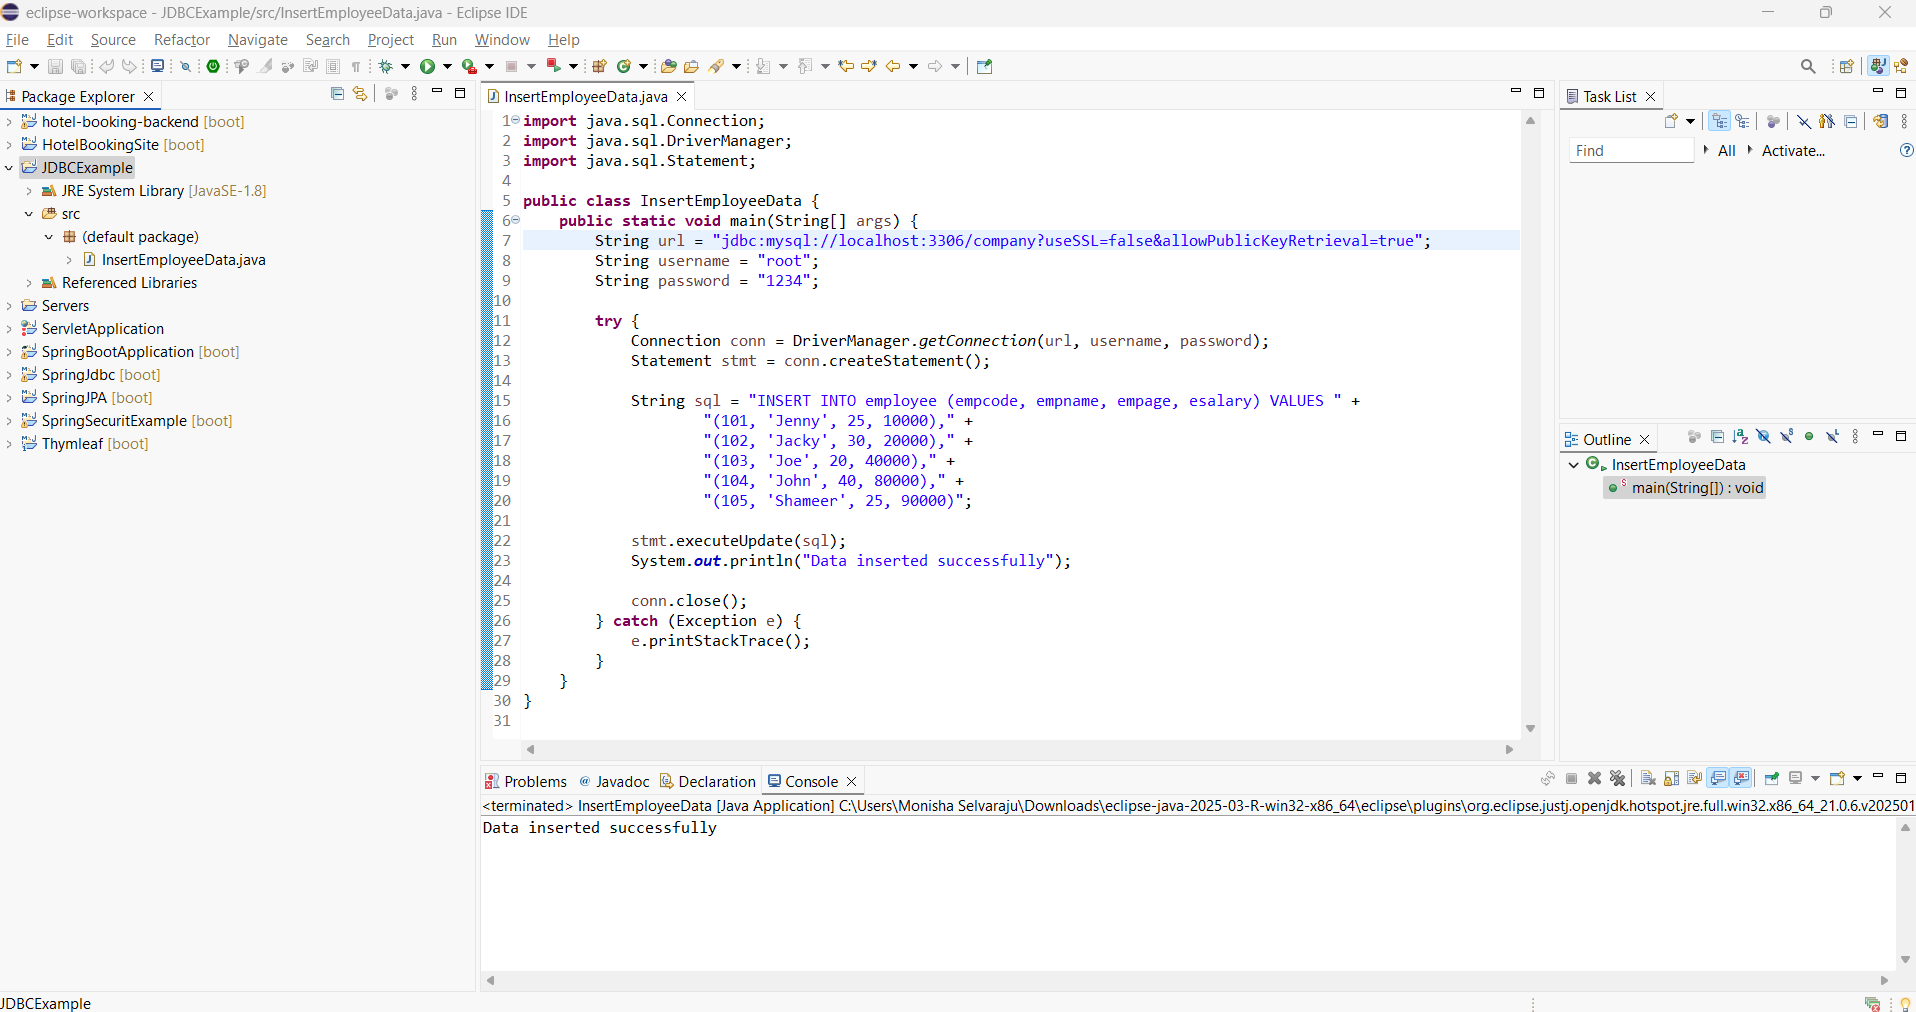 eclipse-workspace - JDBCExample/src/InsertEmployeeData.java - Eclipse IDE
File Edit Source Refactor Navigate Search Project Run Window Help
Package Explorer
hotel-booking-backend [boot]
HotelBookingSite [boot]
JDBCExample
JRE System Library [JavaSE-1.8]
src
(default package)
InsertEmployeeData.java
Referenced Libraries
Servers
ServletApplication
SpringBootApplication [boot]
SpringJdbc [boot]
SpringJPA [boot]
SpringSecuritExample [boot]
Thymleaf [boot]
InsertEmployeeData.java
1 import java.sql.Connection;
2 import java.sql.DriverManager;
3 import java.sql.Statement;
4
5 public class InsertEmployeeData {
6 public static void main(String[] args) {
7 String url = "jdbc:mysql://localhost:3306/company?useSSL=false&allowPublicKeyRetrieval=true";
8 String username = "root";
9 String password = "1234";
10
11 try {
12 Connection conn = DriverManager.getConnection(url, username, password);
13 Statement stmt = conn.createStatement();
14
15 String sql = "INSERT INTO employee (empcode, empname, empage, esalary) VALUES " +
16 "(101, 'Jenny', 25, 10000)," +
17 "(102, 'Jacky', 30, 20000)," +
18 "(103, 'Joe', 20, 40000)," +
19 "(104, 'John', 40, 80000)," +
20 "(105, 'Shameer', 25, 90000)";
21
22 stmt.executeUpdate(sql);
23 System.out.println("Data inserted successfully");
24
25 conn.close();
26 } catch (Exception e) {
27 e.printStackTrace();
28 }
29 }
30 }
31
Task List
Find All Activate...
Outline
InsertEmployeeData
main(String[]) : void
Problems Javadoc Declaration Console
<terminated> InsertEmployeeData [Java Application] C:\Users\Monisha Selvaraju\Downloads\eclipse-java-2025-03-R-win32-x86_64\eclipse\plugins\org.eclipse.justj.openjdk.hotspot.jre.full.win32.x86_64_21.0.6.v202501
Data inserted successfully
JDBCExample